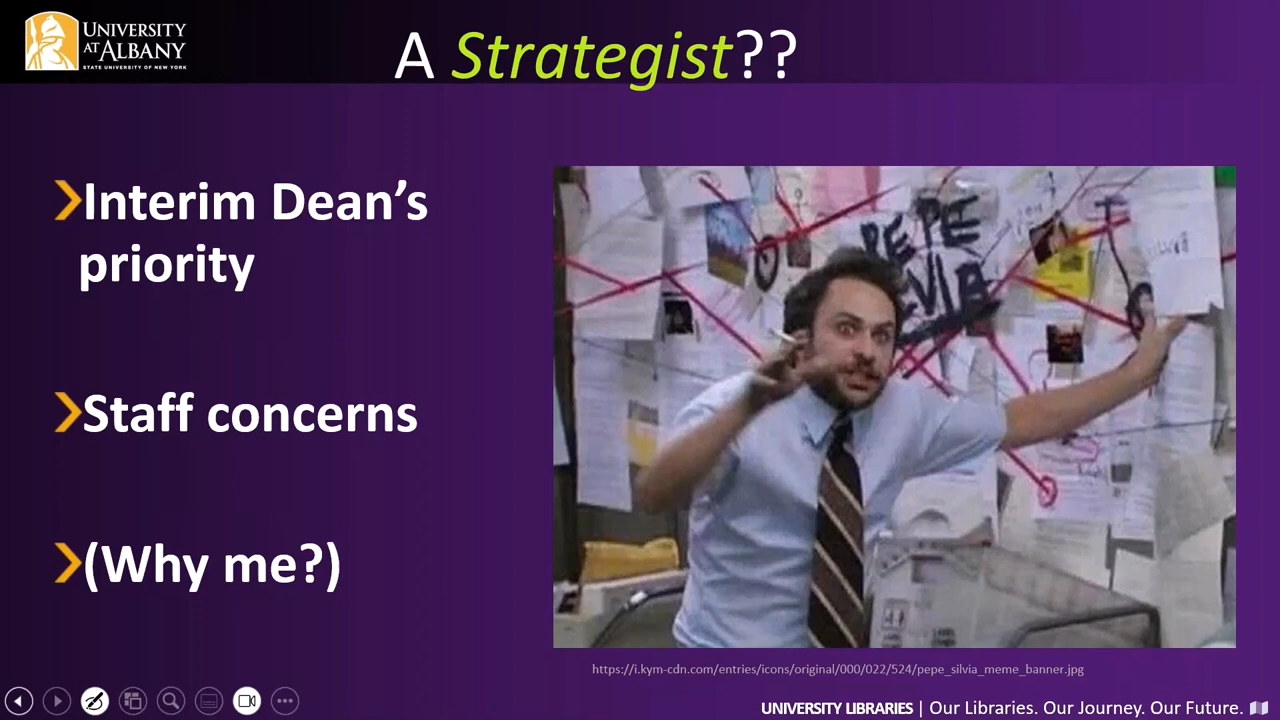 UNIVERSITY
AT ALBANY
STATE UNIVERSITY OF NEW YORK
A Strategist??
Interim Dean’s
priority
Staff concerns
(Why me?)
PEPE
https://i.kym-cdn.com/entries/icons/original/000/022/524/pepe_silvia_meme_banner.jpg
UNIVERSITY LIBRARIES | Our Libraries. Our Journey. Our Future.